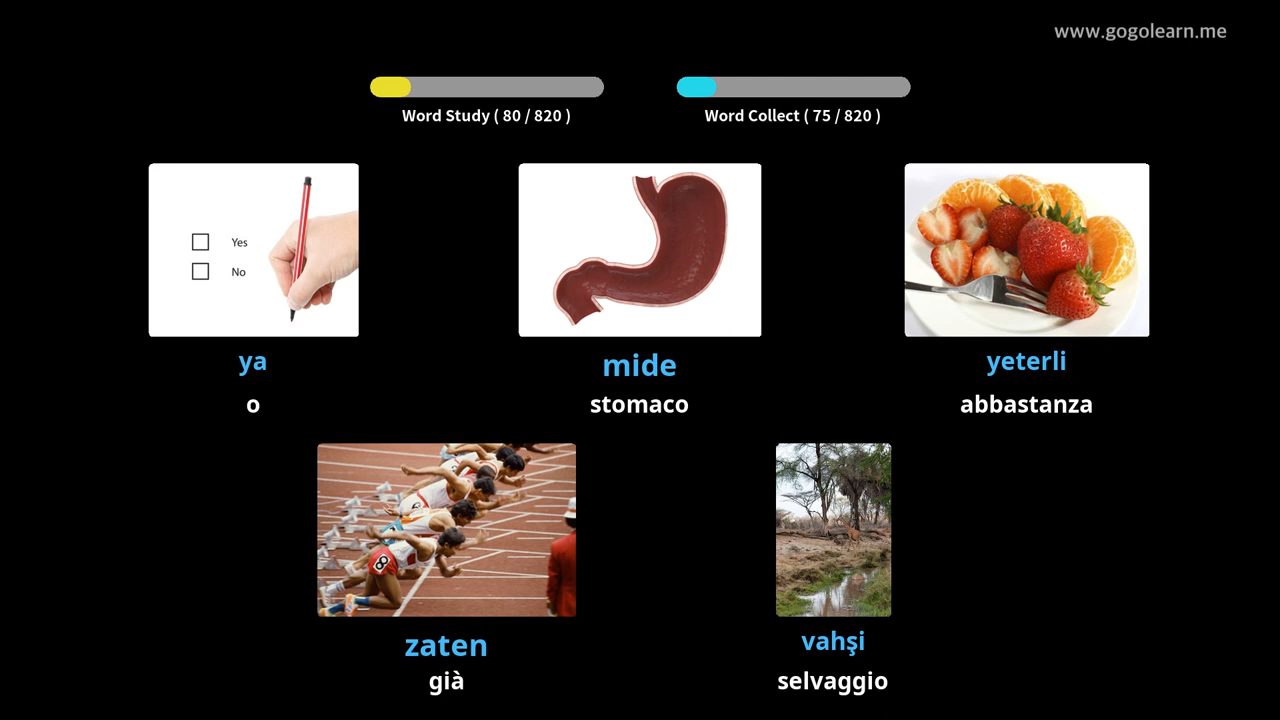 www.gogolearn.me
Word Study ( 80 / 820 )
Word Collect ( 75 / 820 )
Yes
No
ya
o
mide
stomaco
yeterli
abbastanza
8
zaten
già
vahşi
selvaggio